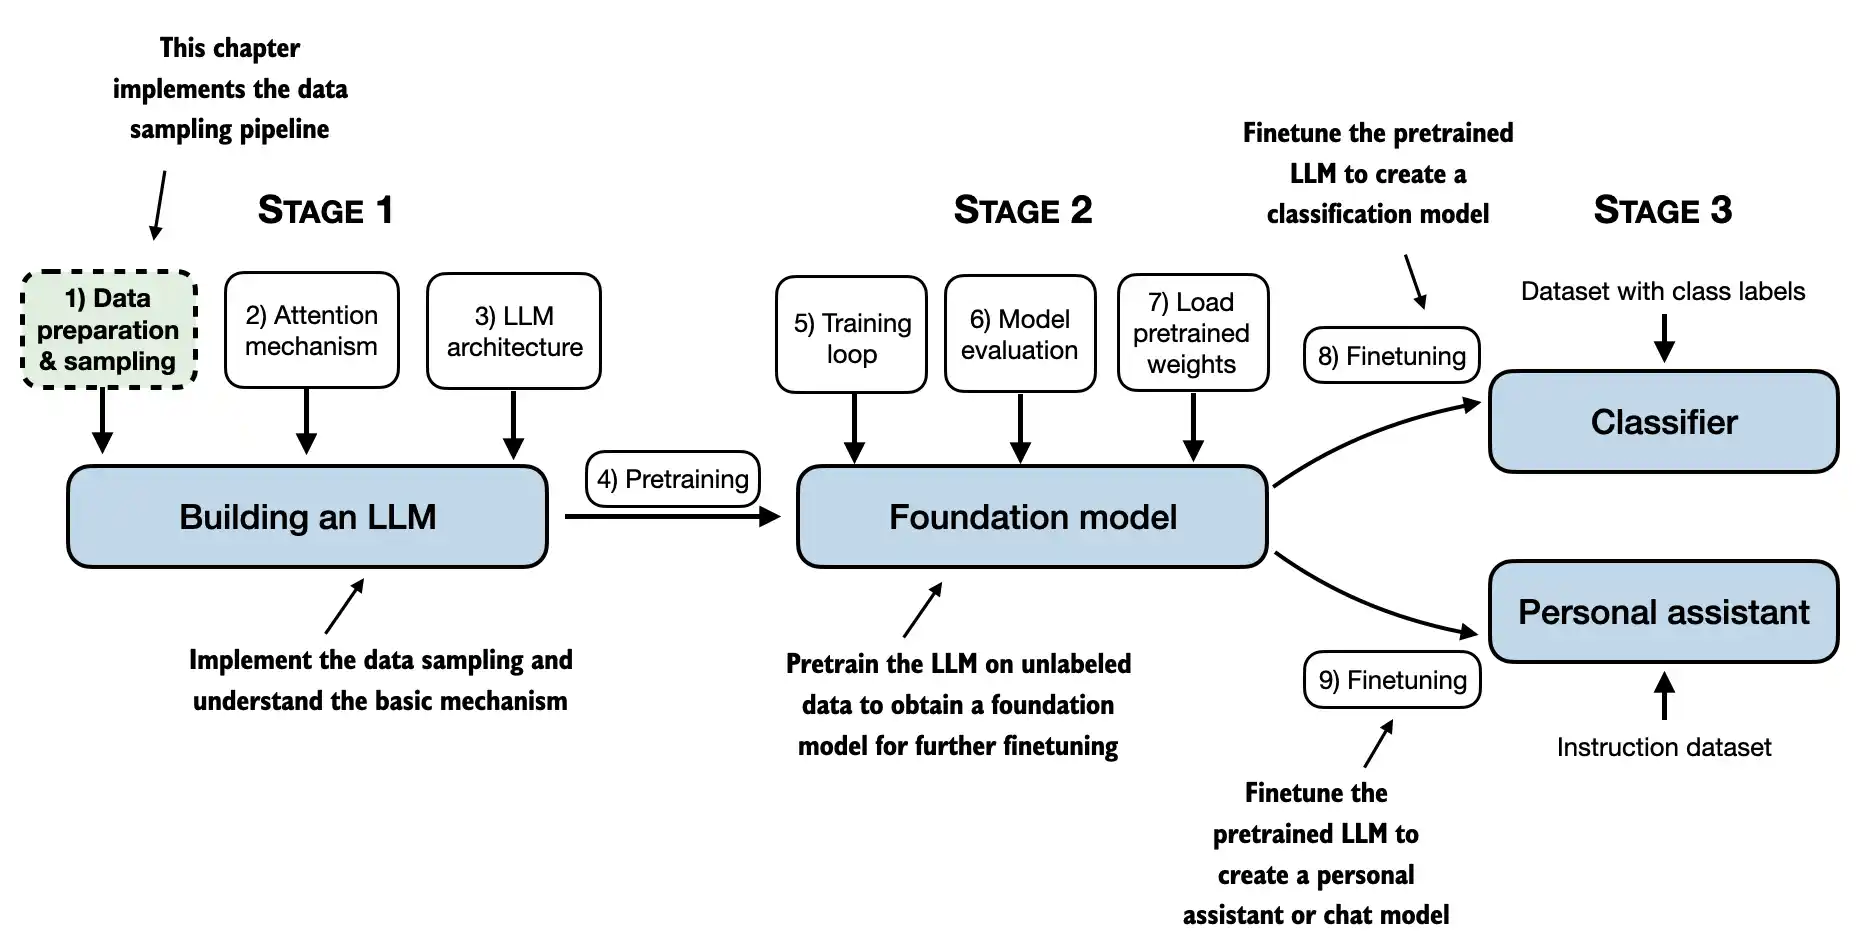 This chapter
implements the data
sampling pipeline
STAGE 1
1) Data
preparation
& sampling
2) Attention
mechanism
3) LLM
architecture
Building an LLM
Implement the data sampling and
understand the basic mechanism
4) Pretraining
STAGE 2
5) Training
loop
6) Model
evaluation
7) Load
pretrained
weights
Foundation model
Pretrain the LLM on unlabeled
data to obtain a foundation
model for further finetuning
Finetune the pretrained
LLM to create a
classification model
STAGE 3
8) Finetuning
Dataset with class labels
Classifier
Personal assistant
9) Finetuning
Instruction dataset
Finetune the
pretrained LLM to
create a personal
assistant or chat model